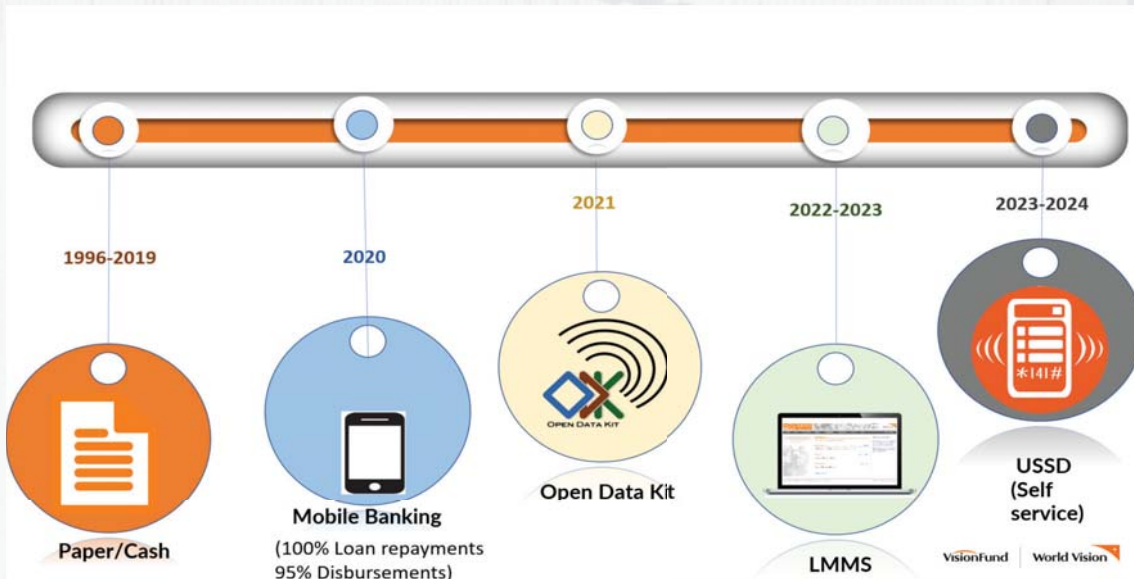 1996-2019
2020
2021
2022-2023
2023-2024
OPEN DATA KIT
*141#
Paper/Cash
Mobile Banking
(100% Loan repayments
95% Disbursements)
Open Data Kit
LMMS
USSD
(Self
service)
VisionFund
World Vision